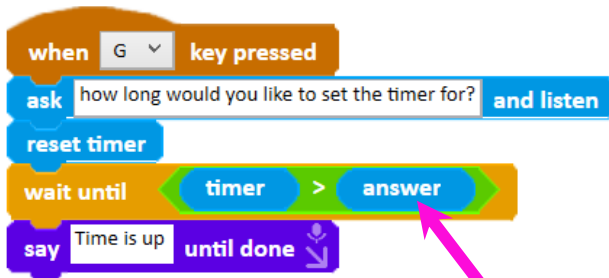 when G key pressed
ask how long would you like to set the timer for? and listen
reset timer
wait until timer > answer
say Time is up until done